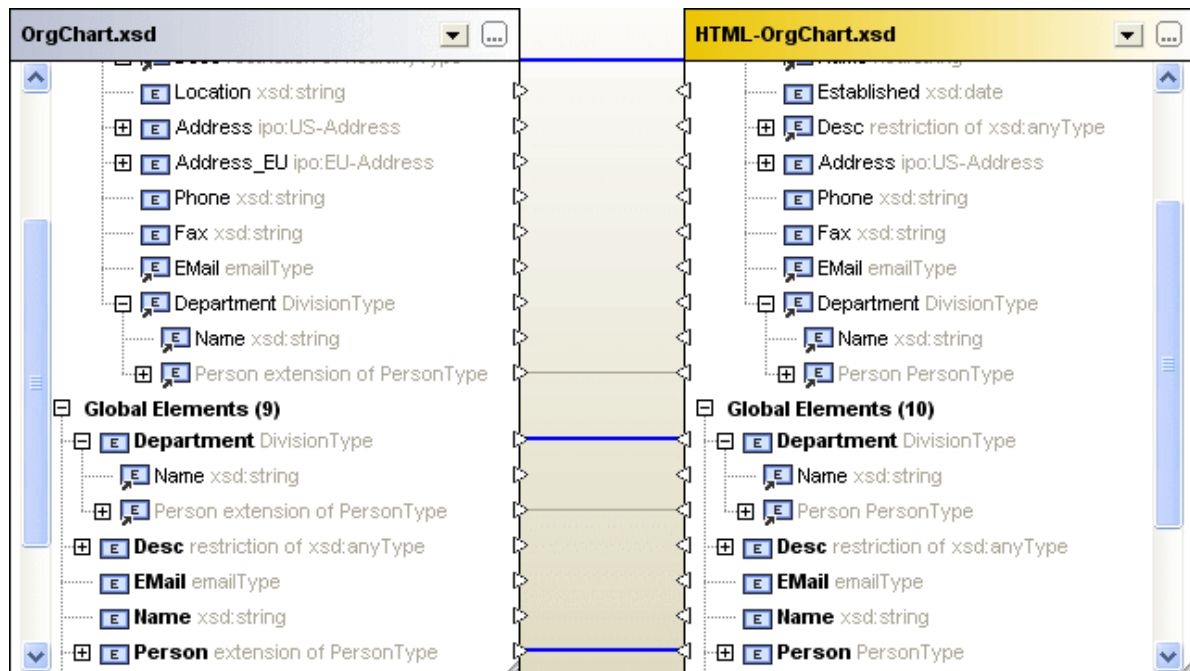 OrgChart.xsd
...
Location xsd:string
E Address ipo:US-Address
E Address_EU ipo:EU-Address
E Phone xsd:string
E Fax xsd:string
E EMail emailType
E Department DivisionType
E Name xsd:string
E Person extension of PersonType
Global Elements (9)
E Department DivisionType
E Name xsd:string
E Person extension of PersonType
E Desc restriction of xsd:anyType
E EMail emailType
E Name xsd:string
E Person extension of PersonType
HTML-OrgChart.xsd
...
E Established xsd:date
E Desc restriction of xsd:anyType
E Address ipo:US-Address
E Phone xsd:string
E Fax xsd:string
E EMail emailType
E Department DivisionType
E Name xsd:string
E Person PersonType
Global Elements (10)
E Department DivisionType
E Name xsd:string
E Person PersonType
E Desc restriction of xsd:anyType
E EMail emailType
E Name xsd:string
E Person PersonType